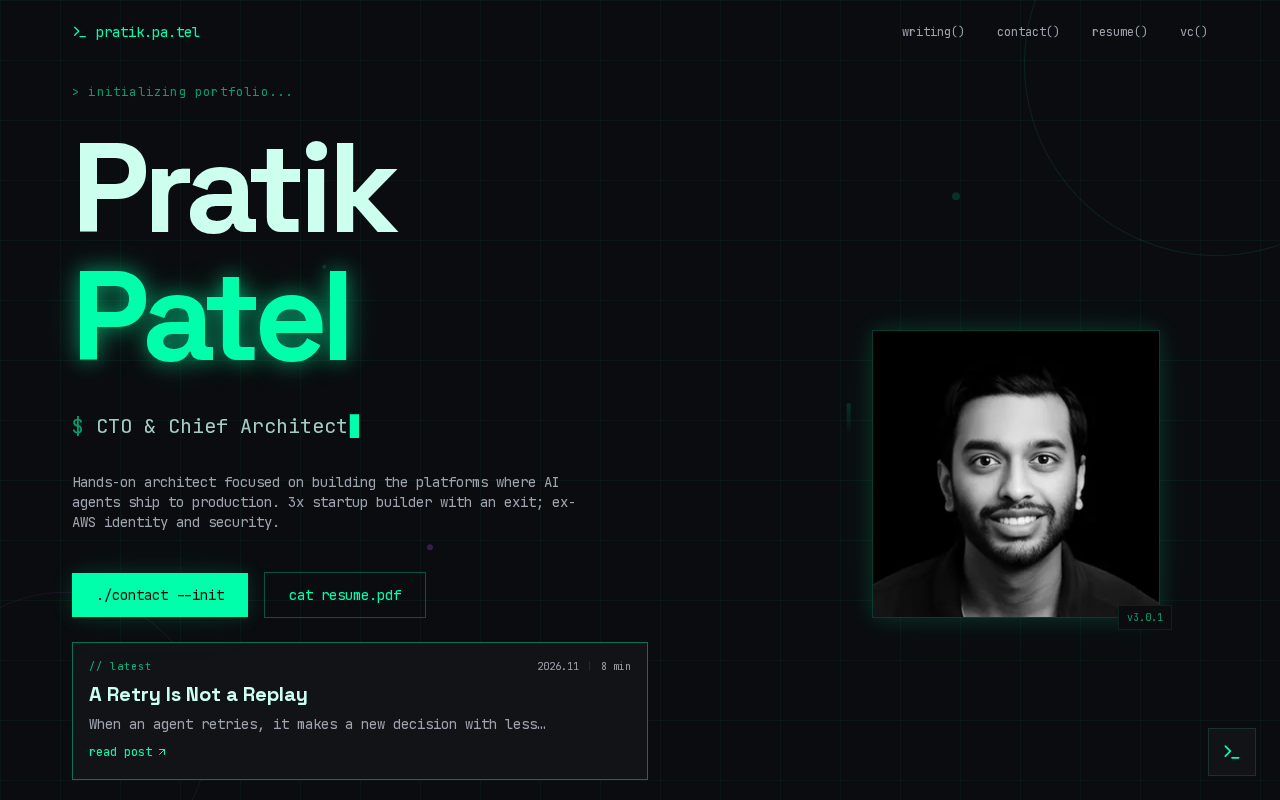 pratik.pa.tel
writing() contact() resume() vc()
> initializing portfolio...
Pratik
Patel
$ CTO & Chief Architect
Hands-on architect focused on building the platforms where AI
agents ship to production. 3x startup builder with an exit; ex-
AWS identity and security.
./contact --init
cat resume.pdf
v3.0.1
// latest 2026.11 8 min
A Retry Is Not a Replay
When an agent retries, it makes a new decision with less…
read post